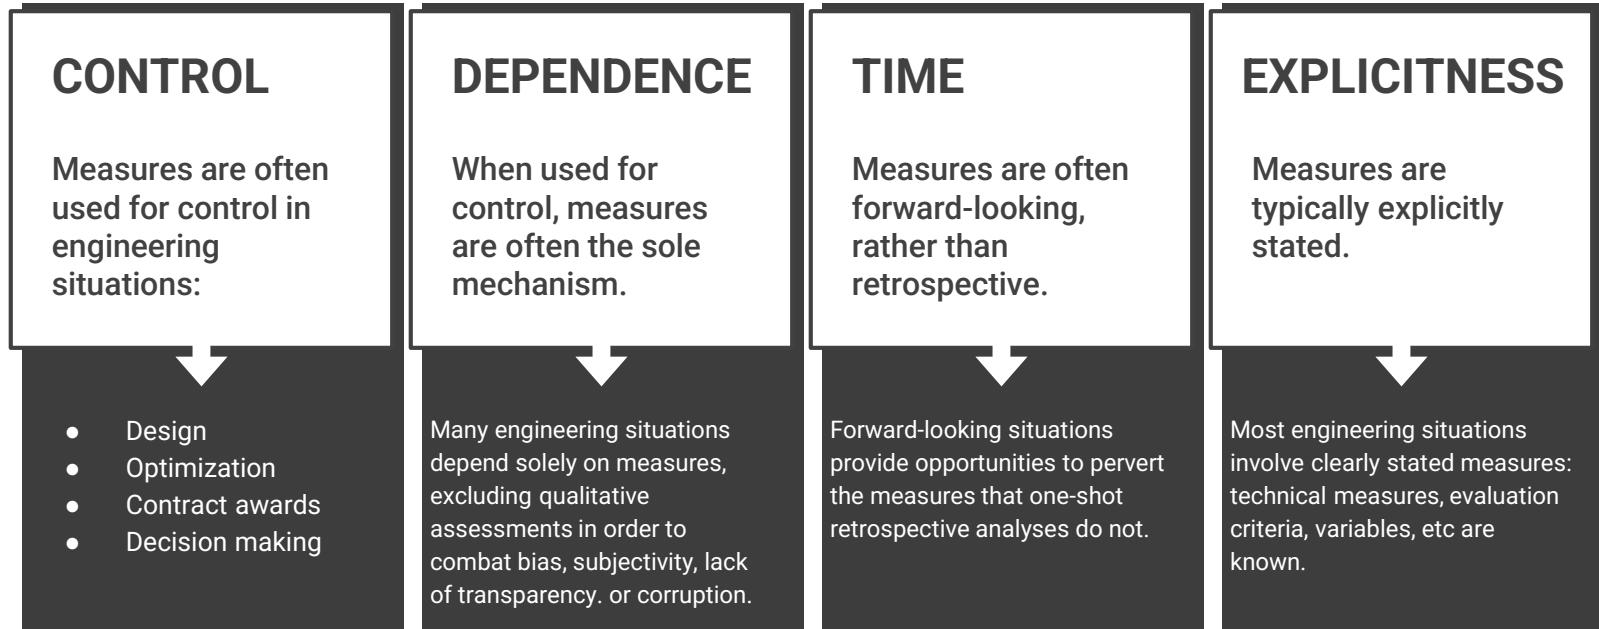 CONTROL
Measures are often
used for control in
engineering
situations:
● Design
● Optimization
● Contract awards
● Decision making
DEPENDENCE
When used for
control, measures
are often the sole
mechanism.
Many engineering situations
depend solely on measures,
excluding qualitative
assessments in order to
combat bias, subjectivity, lack
of transparency. or corruption.
TIME
Measures are often
forward-looking,
rather than
retrospective.
Forward-looking situations
provide opportunities to pervert
the measures that one-shot
retrospective analyses do not.
EXPLICITNESS
Measures are
typically explicitly
stated.
Most engineering situations
involve clearly stated measures:
technical measures, evaluation
criteria, variables, etc are
known.